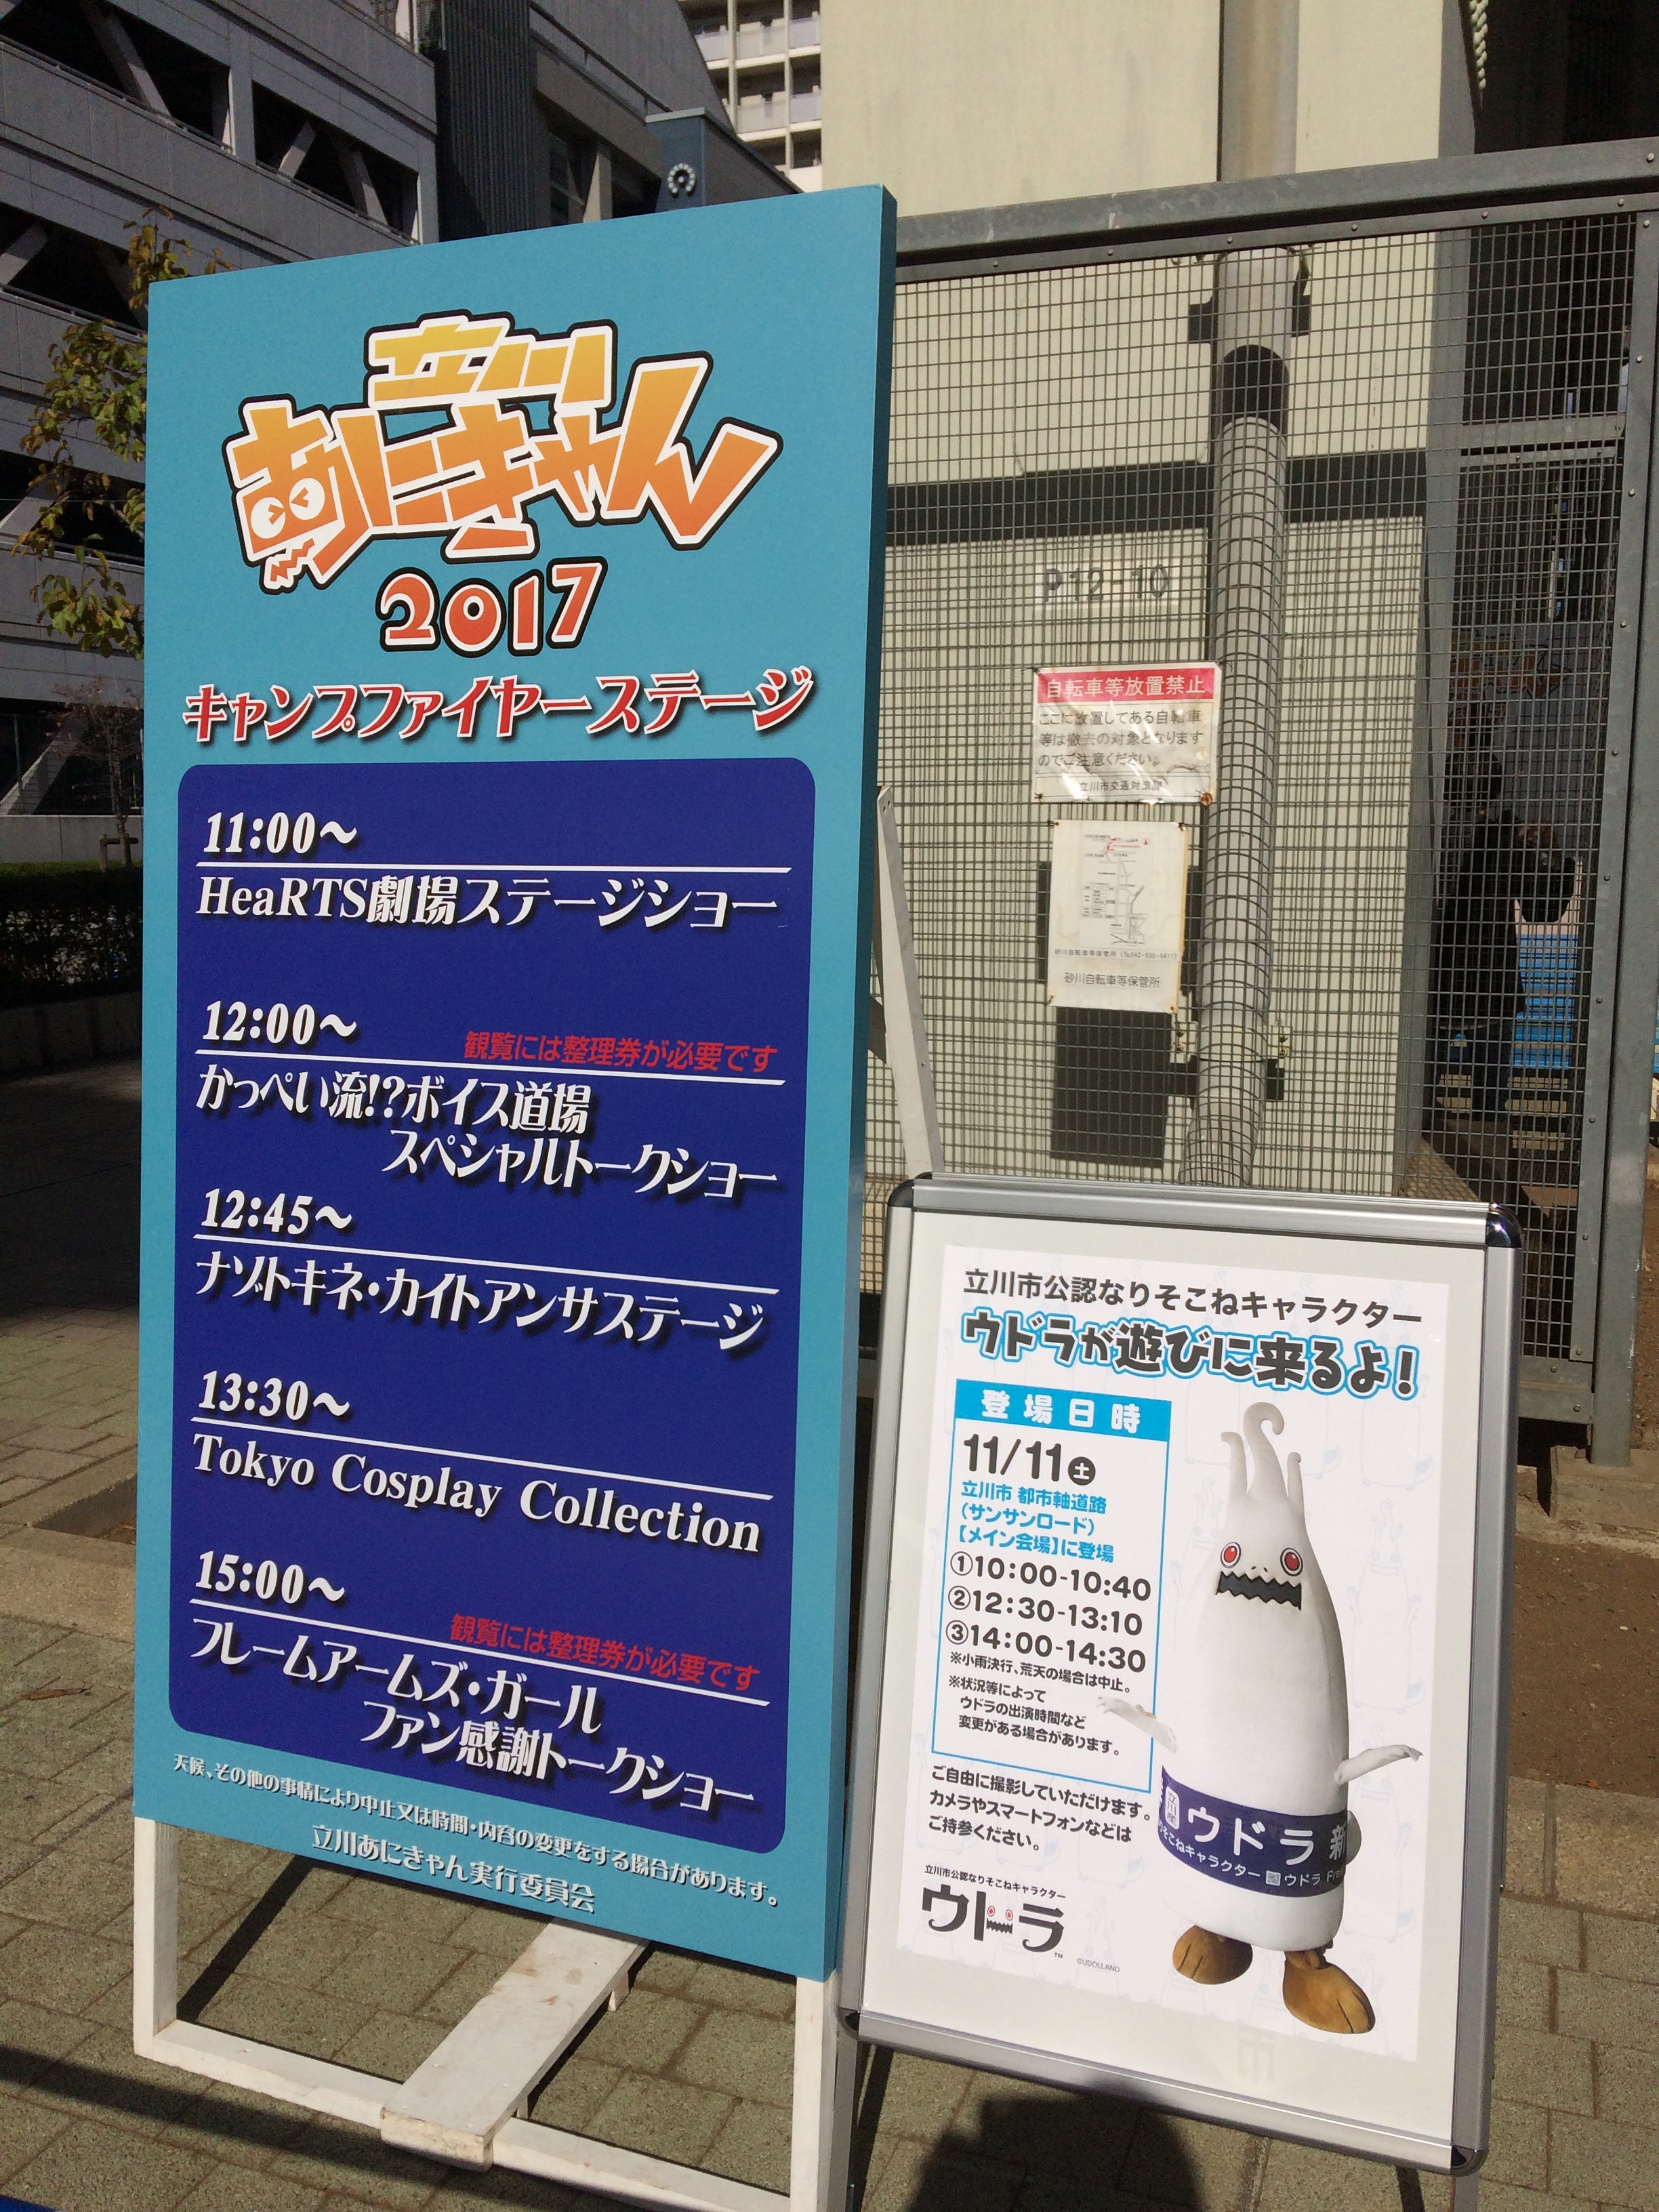 立川
あにきゃん
2017
キャンプファイヤーステージ
11:00～
HeaRTS劇場ステージショー
12:00～
観覧には整理券が必要です
かっぺい流!?ボイス道場
スペシャルトークショー
12:45～
ナゾトキネ・カイトアンサステージ
13:30～
Tokyo Cosplay Collection
15:00～
観覧には整理券が必要です
フレームアームズ・ガール
ファン感謝トークショー
天候、その他の事情により中止又は時間・内容の変更をする場合があります。
立川あにきゃん実行委員会
P12-10
自転車等放置禁止
ここに放置してある自転車
等は撤去の対象となります
のでご注意ください。
立川市交通対策課
砂川自転車等保管所
立川市公認なりそこねキャラクター
ウドラが遊びに来るよ!
登場日時
11/11㊏
立川市 都市軸道路
(サンサンロード)
【メイン会場】に登場
①10:00-10:40
②12:30-13:10
③14:00-14:30
※小雨決行、荒天の場合は中止。
※状況等によって
ウドラの出演時間など
変更がある場合があります。
ご自由に撮影していただけます。
カメラやスマートフォンなどは
ご持参ください。
立川市公認なりそこねキャラクター
ウドラ
™
©UDOLLAND
立川産
ウドラ 新
そこねキャラクター ウドラ Fre